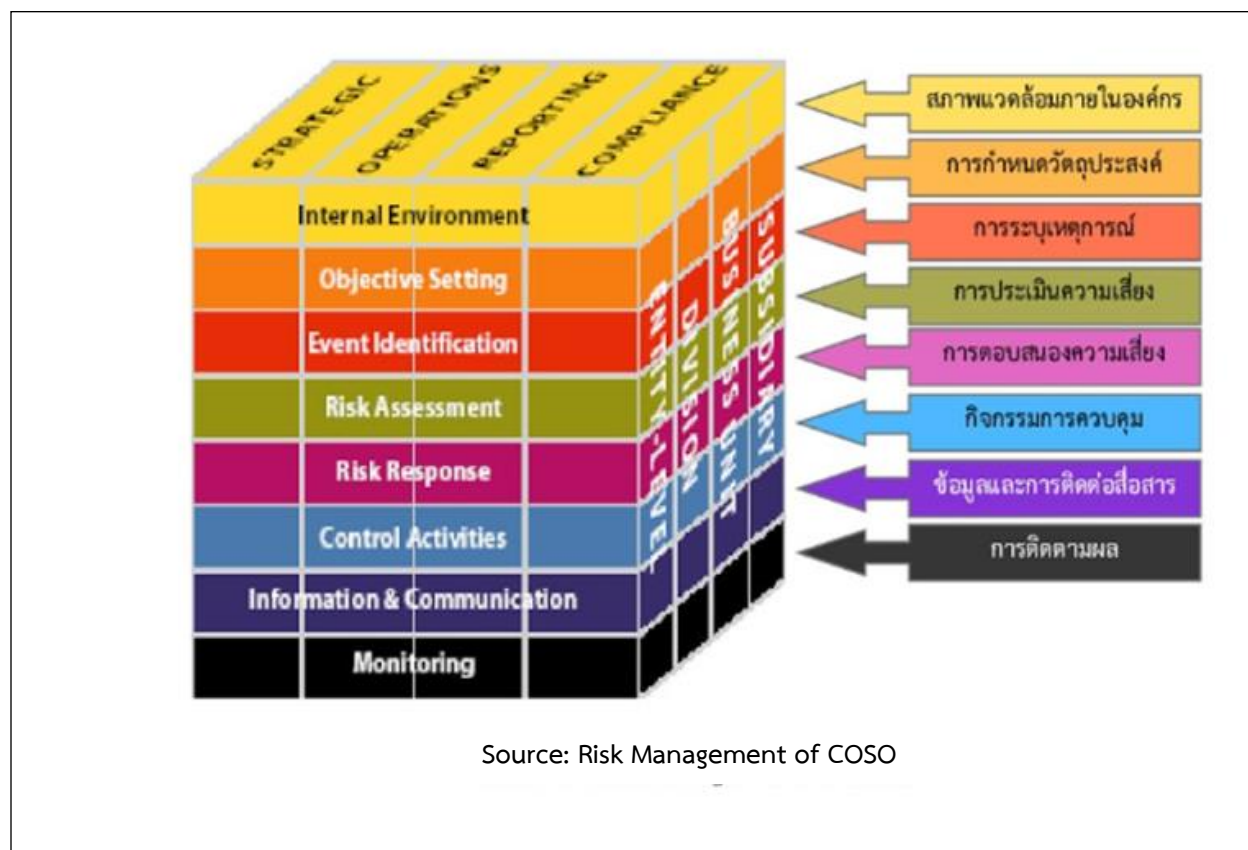 STRATEGIC
OPERATIONS
REPORTING
COMPLIANCE
Internal Environment
Objective Setting
Event Identification
Risk Assessment
Risk Response
Control Activities
Information & Communication
Monitoring
ENTITY-LEVEL
DIVISION
BUSINESS UNIT
SUBSIDIARY
สภาพแวดล้อมภายในองค์กร
การกำหนดวัตถุประสงค์
การระบุเหตุการณ์
การประเมินความเสี่ยง
การตอบสนองความเสี่ยง
กิจกรรมการควบคุม
ข้อมูลและการติดต่อสื่อสาร
การติดตามผล
Source: Risk Management of COSO